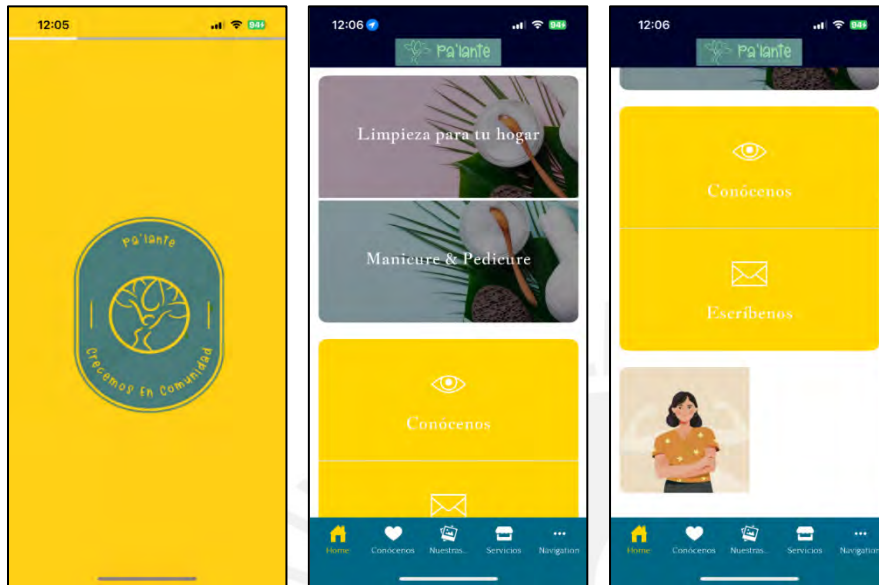 12:05
94+
Pa'lante
Crecemos En Comunidad
12:06
94+
Pa'lante
Limpieza para tu hogar
Manicure & Pedicure
Conócenos
Home
Conócenos
Nuestras...
Servicios
Navigation
12:06
94+
Pa'lante
Conócenos
Escríbenos
Home
Conócenos
Nuestras...
Servicios
Navigation